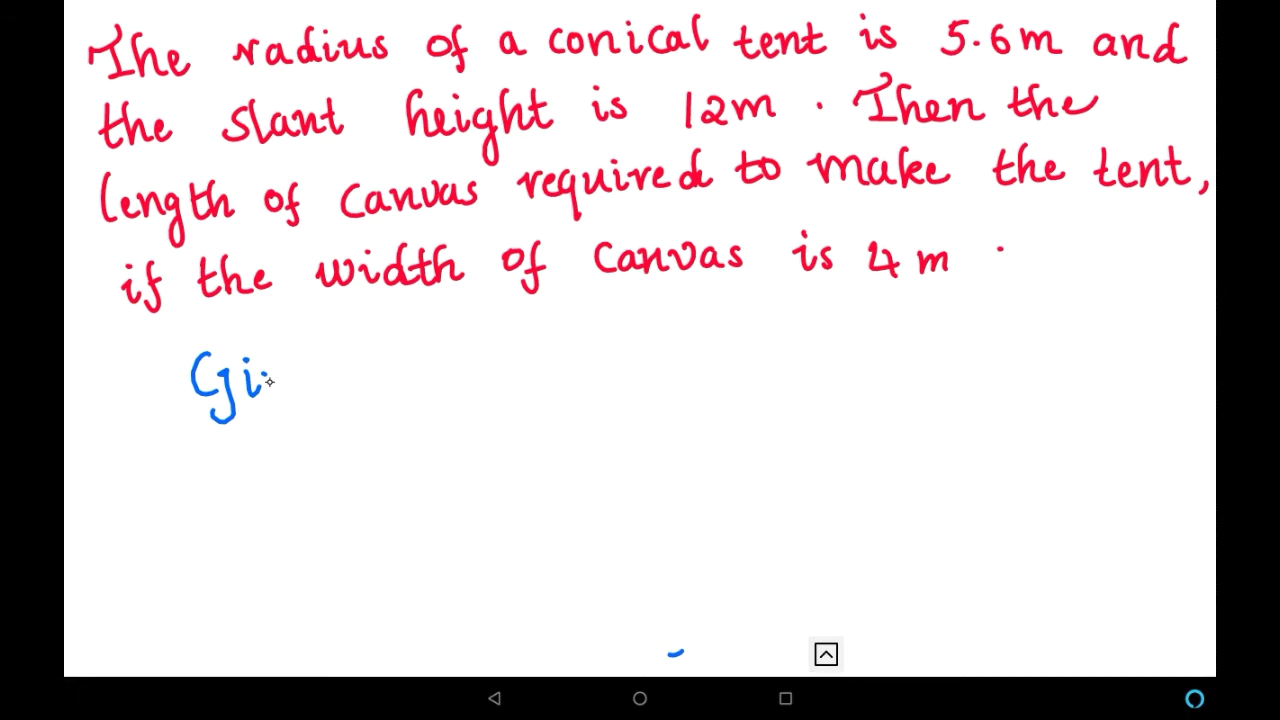 The radius of a conical tent is 5.6m and
the slant height is 12m . Then the
length of canvas required to make the tent,
if the width of canvas is 4 m .
Gi